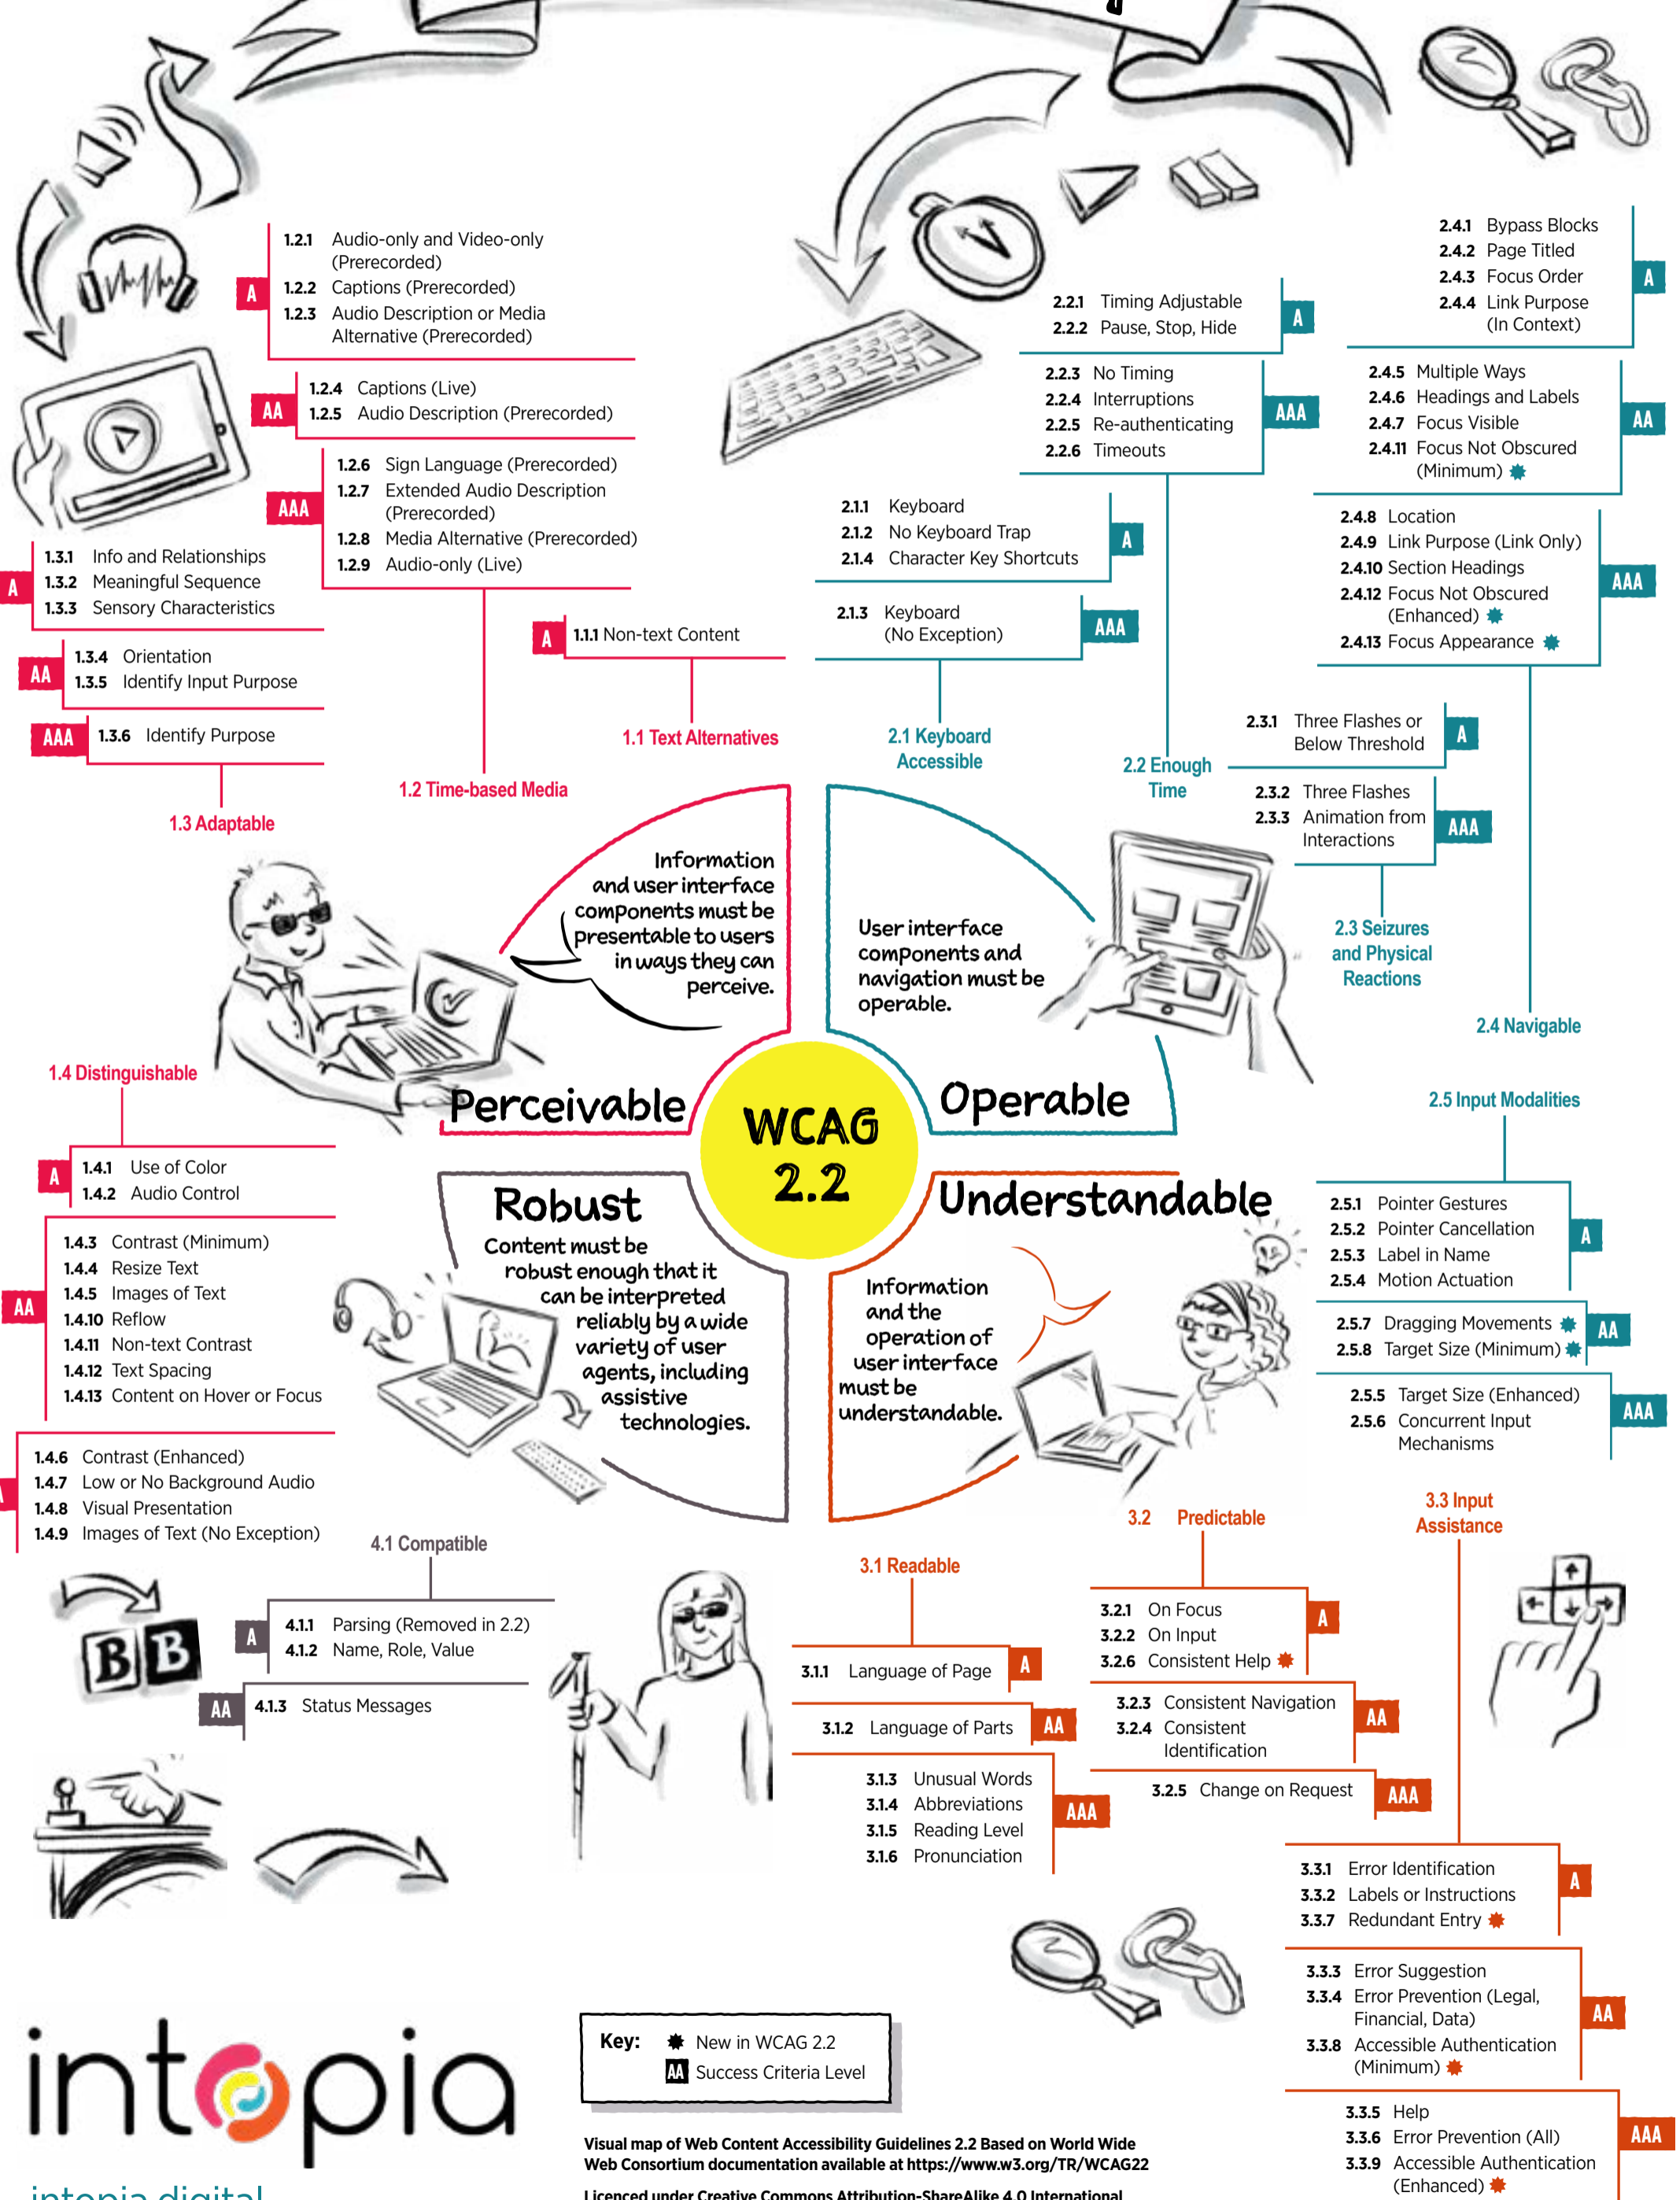 1.2.1 Audio-only and Video-only
(Prerecorded)
1.2.2 Captions (Prerecorded)
1.2.3 Audio Description or Media
Alternative (Prerecorded)
A
1.2.4 Captions (Live)
1.2.5 Audio Description (Prerecorded)
AA
1.2.6 Sign Language (Prerecorded)
1.2.7 Extended Audio Description
(Prerecorded)
1.2.8 Media Alternative (Prerecorded)
1.2.9 Audio-only (Live)
AAA
1.2 Time-based Media
1.3.1 Info and Relationships
1.3.2 Meaningful Sequence
1.3.3 Sensory Characteristics
A
1.3.4 Orientation
1.3.5 Identify Input Purpose
AA
AAA
1.3.6 Identify Purpose
1.3 Adaptable
A
1.1.1 Non-text Content
1.1 Text Alternatives
2.1.1 Keyboard
2.1.2 No Keyboard Trap
2.1.4 Character Key Shortcuts
A
2.1.3 Keyboard
(No Exception)
AAA
2.1 Keyboard
Accessible
2.2.1 Timing Adjustable
2.2.2 Pause, Stop, Hide
A
2.2.3 No Timing
2.2.4 Interruptions
2.2.5 Re-authenticating
2.2.6 Timeouts
AAA
2.2 Enough
Time
2.4.1 Bypass Blocks
2.4.2 Page Titled
2.4.3 Focus Order
2.4.4 Link Purpose
(In Context)
A
2.4.5 Multiple Ways
2.4.6 Headings and Labels
2.4.7 Focus Visible
2.4.11 Focus Not Obscured
(Minimum)
AA
2.4.8 Location
2.4.9 Link Purpose (Link Only)
2.4.10 Section Headings
2.4.12 Focus Not Obscured
(Enhanced)
2.4.13 Focus Appearance
AAA
2.4 Navigable
2.3.1 Three Flashes or
Below Threshold
A
2.3.2 Three Flashes
2.3.3 Animation from
Interactions
AAA
2.3 Seizures
and Physical
Reactions
Information
and user interface
components must be
presentable to users
in ways they can
perceive.
Perceivable
User interface
components and
navigation must be
operable.
Operable
WCAG
2.2
Robust
Content must be
robust enough that it
can be interpreted
reliably by a wide
variety of user
agents, including
assistive
technologies.
Understandable
Information
and the
operation of
user interface
must be
understandable.
1.4 Distinguishable
A
1.4.1 Use of Color
1.4.2 Audio Control
1.4.3 Contrast (Minimum)
1.4.4 Resize Text
1.4.5 Images of Text
1.4.10 Reflow
1.4.11 Non-text Contrast
1.4.12 Text Spacing
1.4.13 Content on Hover or Focus
AA
1.4.6 Contrast (Enhanced)
1.4.7 Low or No Background Audio
1.4.8 Visual Presentation
1.4.9 Images of Text (No Exception)
2.5 Input Modalities
2.5.1 Pointer Gestures
2.5.2 Pointer Cancellation
2.5.3 Label in Name
2.5.4 Motion Actuation
A
2.5.7 Dragging Movements
2.5.8 Target Size (Minimum)
AA
2.5.5 Target Size (Enhanced)
2.5.6 Concurrent Input
Mechanisms
AAA
4.1 Compatible
4.1.1 Parsing (Removed in 2.2)
4.1.2 Name, Role, Value
A
AA
4.1.3 Status Messages
B B
3.1 Readable
3.1.1 Language of Page
A
3.1.2 Language of Parts
AA
3.1.3 Unusual Words
3.1.4 Abbreviations
3.1.5 Reading Level
3.1.6 Pronunciation
AAA
3.2 Predictable
3.2.1 On Focus
3.2.2 On Input
3.2.6 Consistent Help
A
3.2.3 Consistent Navigation
3.2.4 Consistent
Identification
AA
3.2.5 Change on Request
AAA
3.3 Input
Assistance
3.3.1 Error Identification
3.3.2 Labels or Instructions
3.3.7 Redundant Entry
A
3.3.3 Error Suggestion
3.3.4 Error Prevention (Legal,
Financial, Data)
3.3.8 Accessible Authentication
(Minimum)
AA
3.3.5 Help
3.3.6 Error Prevention (All)
3.3.9 Accessible Authentication
(Enhanced)
AAA
intopia
intopia.digital
Key: New in WCAG 2.2
AA Success Criteria Level
Visual map of Web Content Accessibility Guidelines 2.2 Based on World Wide
Web Consortium documentation available at https://www.w3.org/TR/WCAG22
Licenced under Creative Commons Attribution-ShareAlike 4.0 International